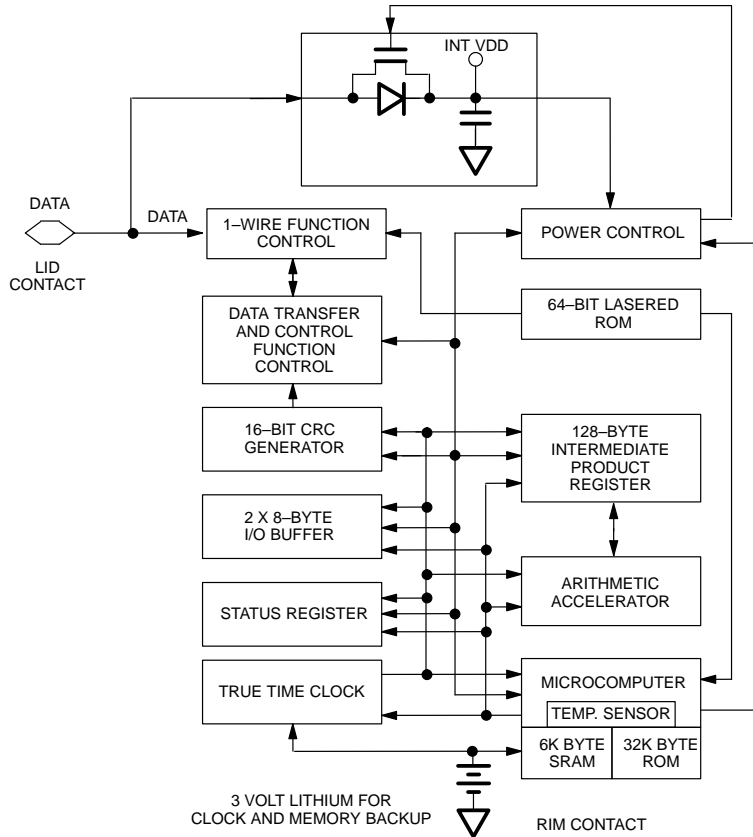 INT VDD
DATA
DATA
LID
CONTACT
1–WIRE FUNCTION
CONTROL
POWER CONTROL
DATA TRANSFER
AND CONTROL
FUNCTION
CONTROL
64–BIT LASERED
ROM
16–BIT CRC
GENERATOR
128–BYTE
INTERMEDIATE
PRODUCT
REGISTER
2 X 8–BYTE
I/O BUFFER
ARITHMETIC
ACCELERATOR
STATUS REGISTER
TRUE TIME CLOCK
MICROCOMPUTER
TEMP. SENSOR
6K BYTE
SRAM
32K BYTE
ROM
3 VOLT LITHIUM FOR
CLOCK AND MEMORY BACKUP
RIM CONTACT